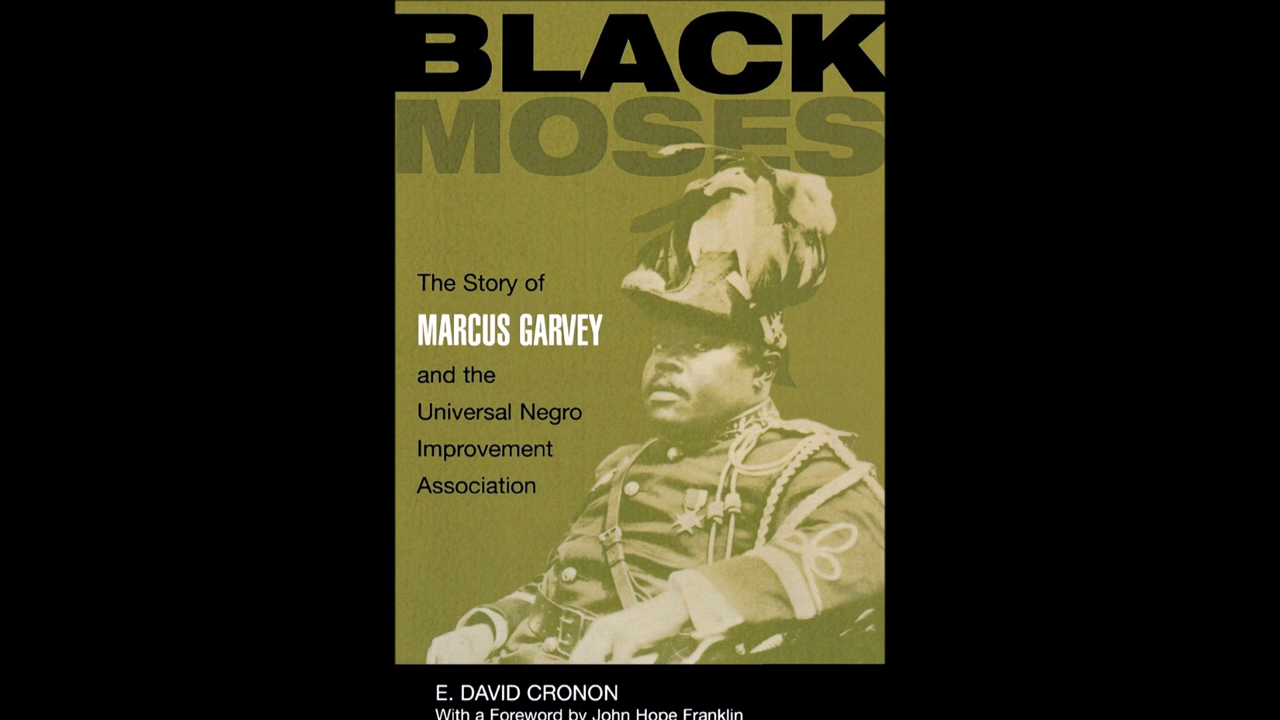 BLACK
MOSES
The Story of
MARCUS GARVEY
and the
Universal Negro
Improvement
Association
E. DAVID CRONON
With a Foreword by John Hope Franklin